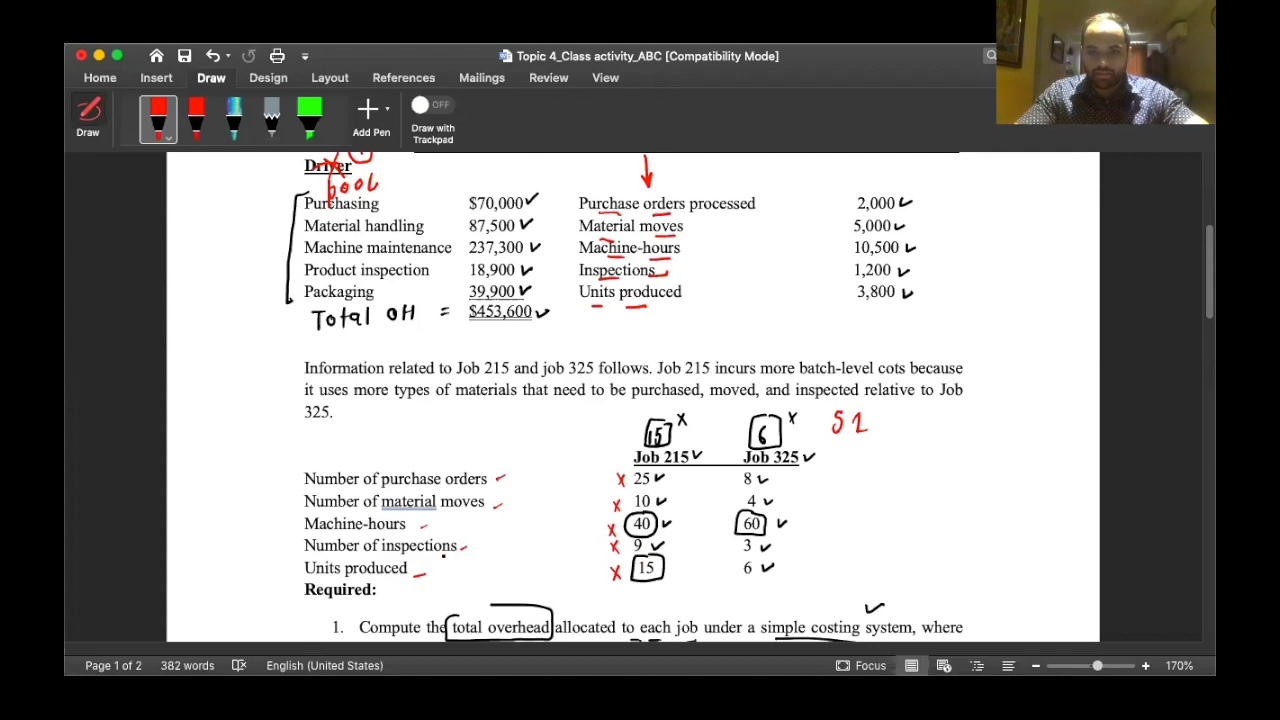 Topic 4_Class activity_ABC [Compatibility Mode]
Home Insert Draw Design Layout References Mailings Review View
Draw
Add Pen
OFF
Draw with
Trackpad
Driver
pool
Purchasing $70,000 Purchase orders processed 2,000
Material handling 87,500 Material moves 5,000
Machine maintenance 237,300 Machine-hours 10,500
Product inspection 18,900 Inspections 1,200
Packaging 39,900 Units produced 3,800
Total OH = $453,600
Information related to Job 215 and job 325 follows. Job 215 incurs more batch-level cots because
it uses more types of materials that need to be purchased, moved, and inspected relative to Job
325.
15 x 6 x
Job 215 Job 325
Number of purchase orders x 25 8
Number of material moves x 10 4
Machine-hours x 40 60
Number of inspections x 9 3
Units produced x 15 6
Required:
1. Compute the total overhead allocated to each job under a simple costing system, where
Page 1 of 2 382 words English (United States) Focus 170%